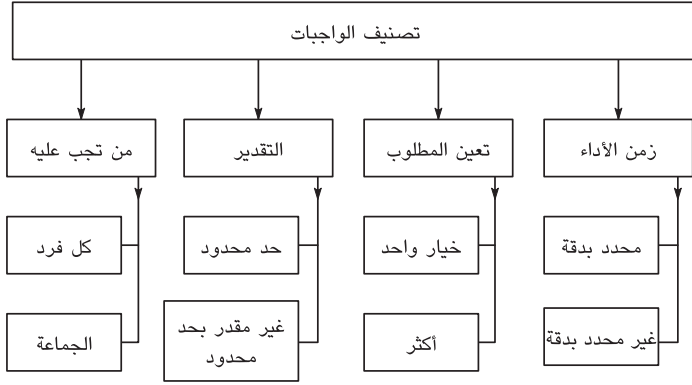 تصنيف الواجبات
زمن الأداء
تعين المطلوب
التقدير
من تجب عليه
محدد بدقة
خيار واحد
حد محدود
كل فرد
غير محدد بدقة
أكثر
غير مقدر بحد
محدود
الجماعة